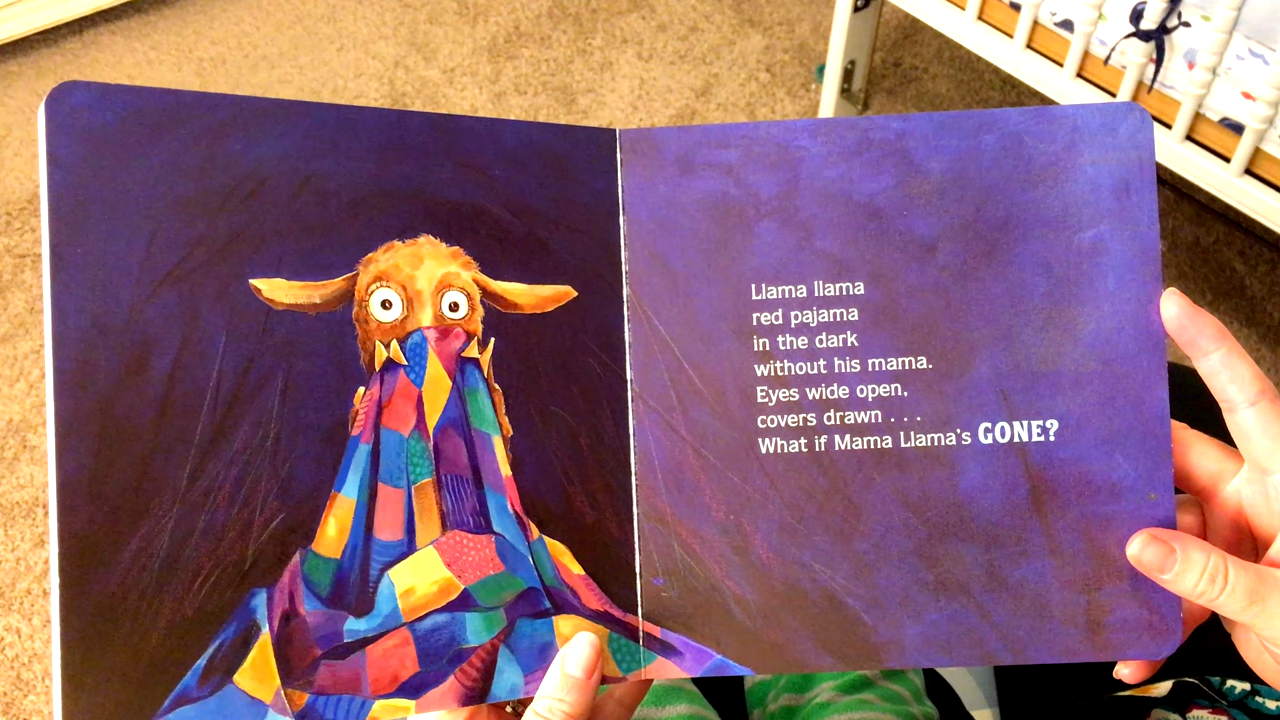 Llama llama
red pajama
in the dark
without his mama.
Eyes wide open,
covers drawn . . .
What if Mama Llama's GONE?